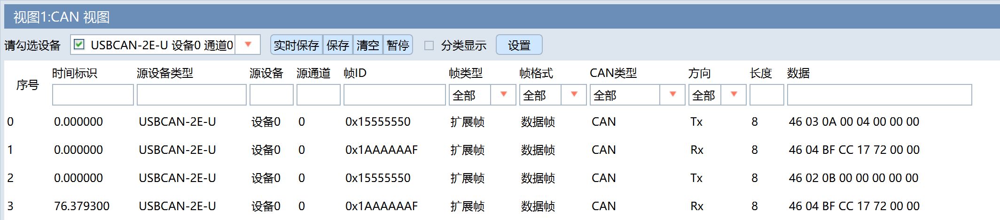 视图1:CAN 视图
请勾选设备 USBCAN-2E-U 设备0 通道0 实时保存 保存 清空 暂停 分类显示 设置
序号 时间标识 源设备类型 源设备 源通道 帧ID 帧类型 帧格式 CAN类型 方向 长度 数据
全部 全部 全部 全部
0 0.000000 USBCAN-2E-U 设备0 0 0x15555550 扩展帧 数据帧 CAN Tx 8 46 03 0A 00 04 00 00 00
1 0.000000 USBCAN-2E-U 设备0 0 0x1AAAAAAF 扩展帧 数据帧 CAN Rx 8 46 04 BF CC 17 72 00 00
2 0.000000 USBCAN-2E-U 设备0 0 0x15555550 扩展帧 数据帧 CAN Tx 8 46 02 0B 00 00 00 00 00
3 76.379300 USBCAN-2E-U 设备0 0 0x1AAAAAAF 扩展帧 数据帧 CAN Rx 8 46 04 BF CC 17 72 00 00